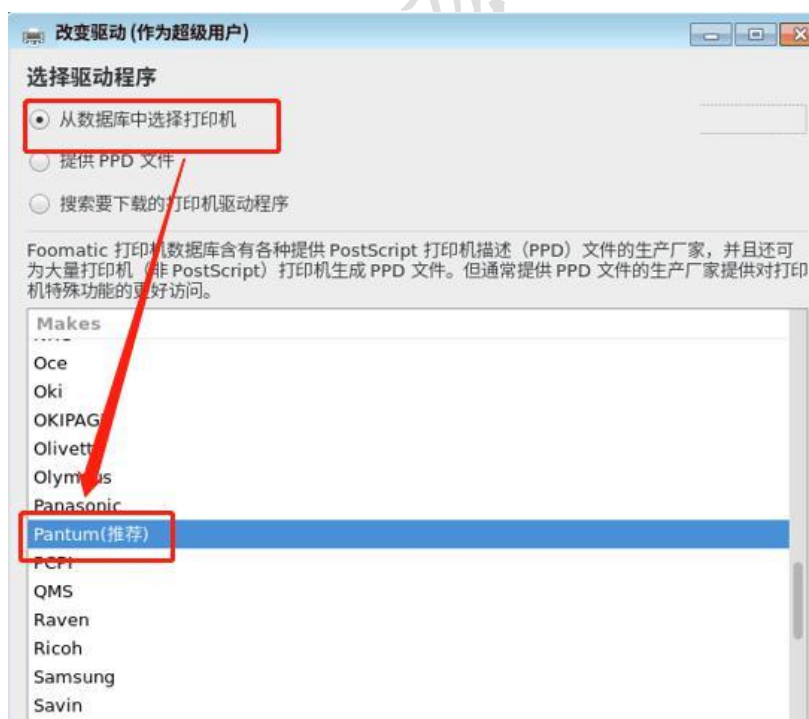 改变驱动 (作为超级用户)
选择驱动程序
从数据库中选择打印机
提供 PPD 文件
搜索要下载的打印机驱动程序
Foomatic 打印机数据库含有各种提供 PostScript 打印机描述（PPD）文件的生产厂家，并且还可
为大量打印机（非 PostScript）打印机生成 PPD 文件。但通常提供 PPD 文件的生产厂家提供对打印
机特殊功能的更好访问。
Makes
Oce
Oki
Olympus
Panasonic
Pantum(推荐)
PCPI
QMS
Raven
Ricoh
Samsung
Savin